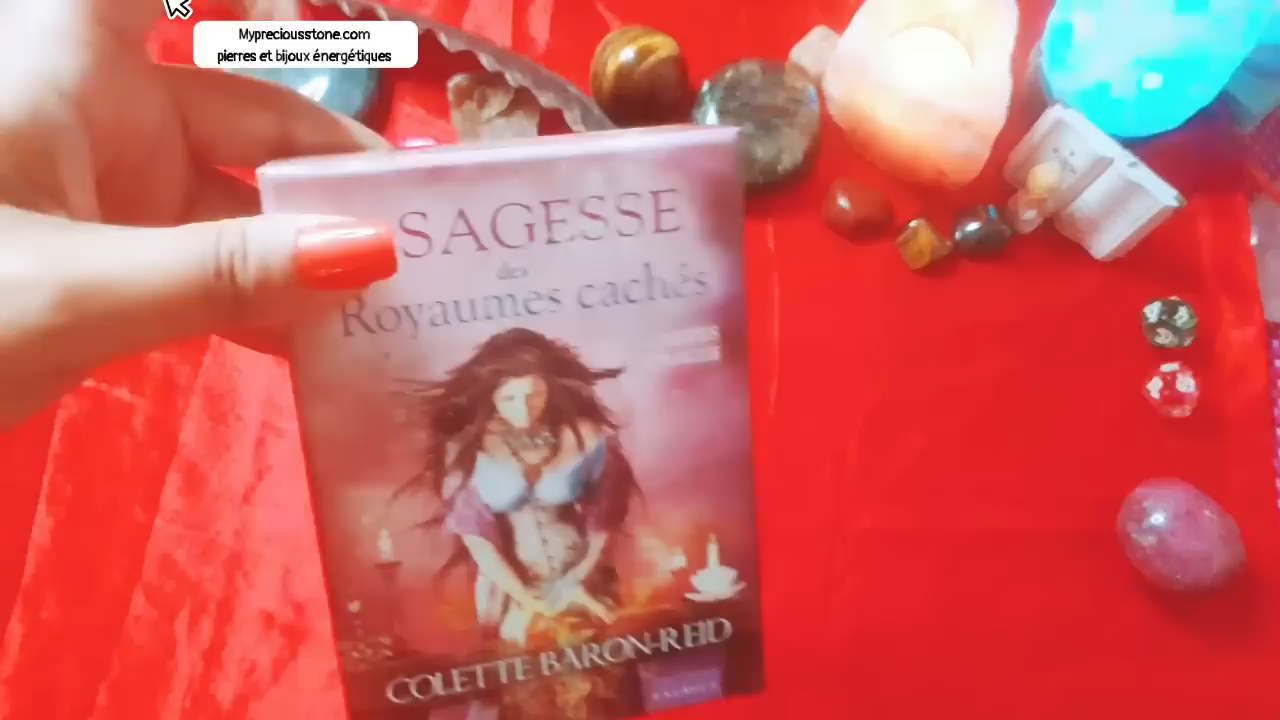 Mypreciousstone.com
pierres et bijoux énergétiques
SAGESSE
des
Royaumes cachés
COLETTE BARON-REID